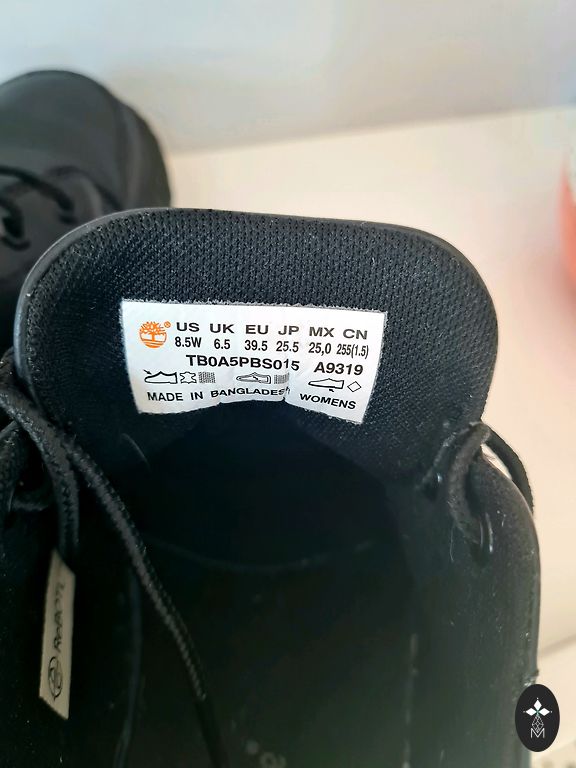 US UK EU JP MX CN
8.5W 6.5 39.5 25.5 25,0 255(1.5)
TB0A5PBS015 A9319
MADE IN BANGLADESH WOMENS
ReBOTL
M